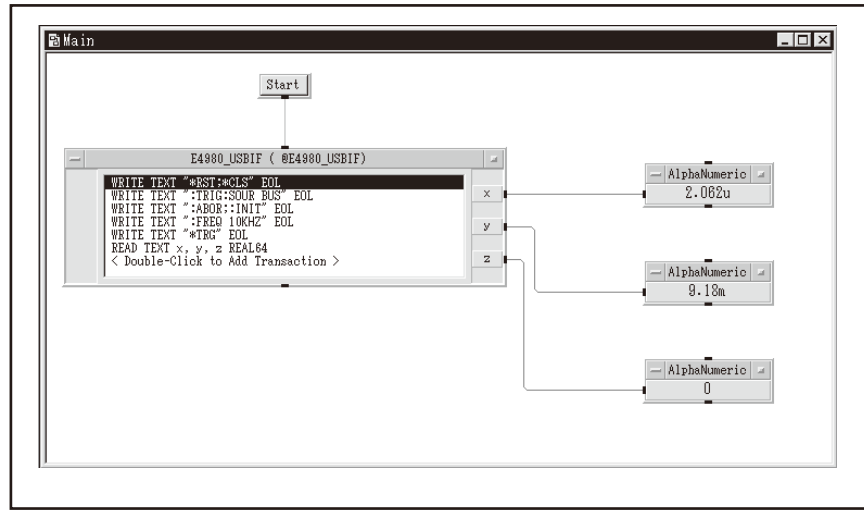 Main
Start
E4980_USBIF ( @E4980_USBIF)
WRITE TEXT "*RST;*CLS" EOL
WRITE TEXT ":TRIG:SOUR BUS" EOL
WRITE TEXT ":ABOR;:INIT" EOL
WRITE TEXT ":FREQ 10KHZ" EOL
WRITE TEXT "*TRG" EOL
READ TEXT x, y, z REAL64
< Double-Click to Add Transaction >
x
y
z
AlphaNumeric
2.062u
AlphaNumeric
9.18m
AlphaNumeric
0